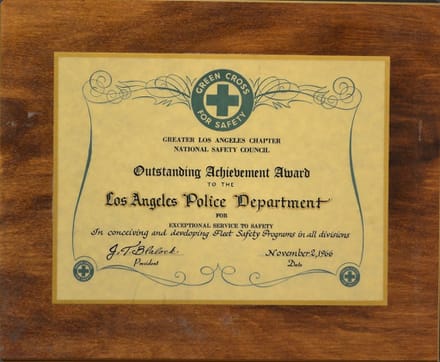 GREEN CROSS
FOR SAFETY
GREATER LOS ANGELES CHAPTER
NATIONAL SAFETY COUNCIL
Outstanding Achievement Award
TO THE
Los Angeles Police Department
FOR
EXCEPTIONAL SERVICE TO SAFETY
In conceiving and developing Fleet Safety Programs in all divisions
J. T. Blalock November 2, 1966
President Date